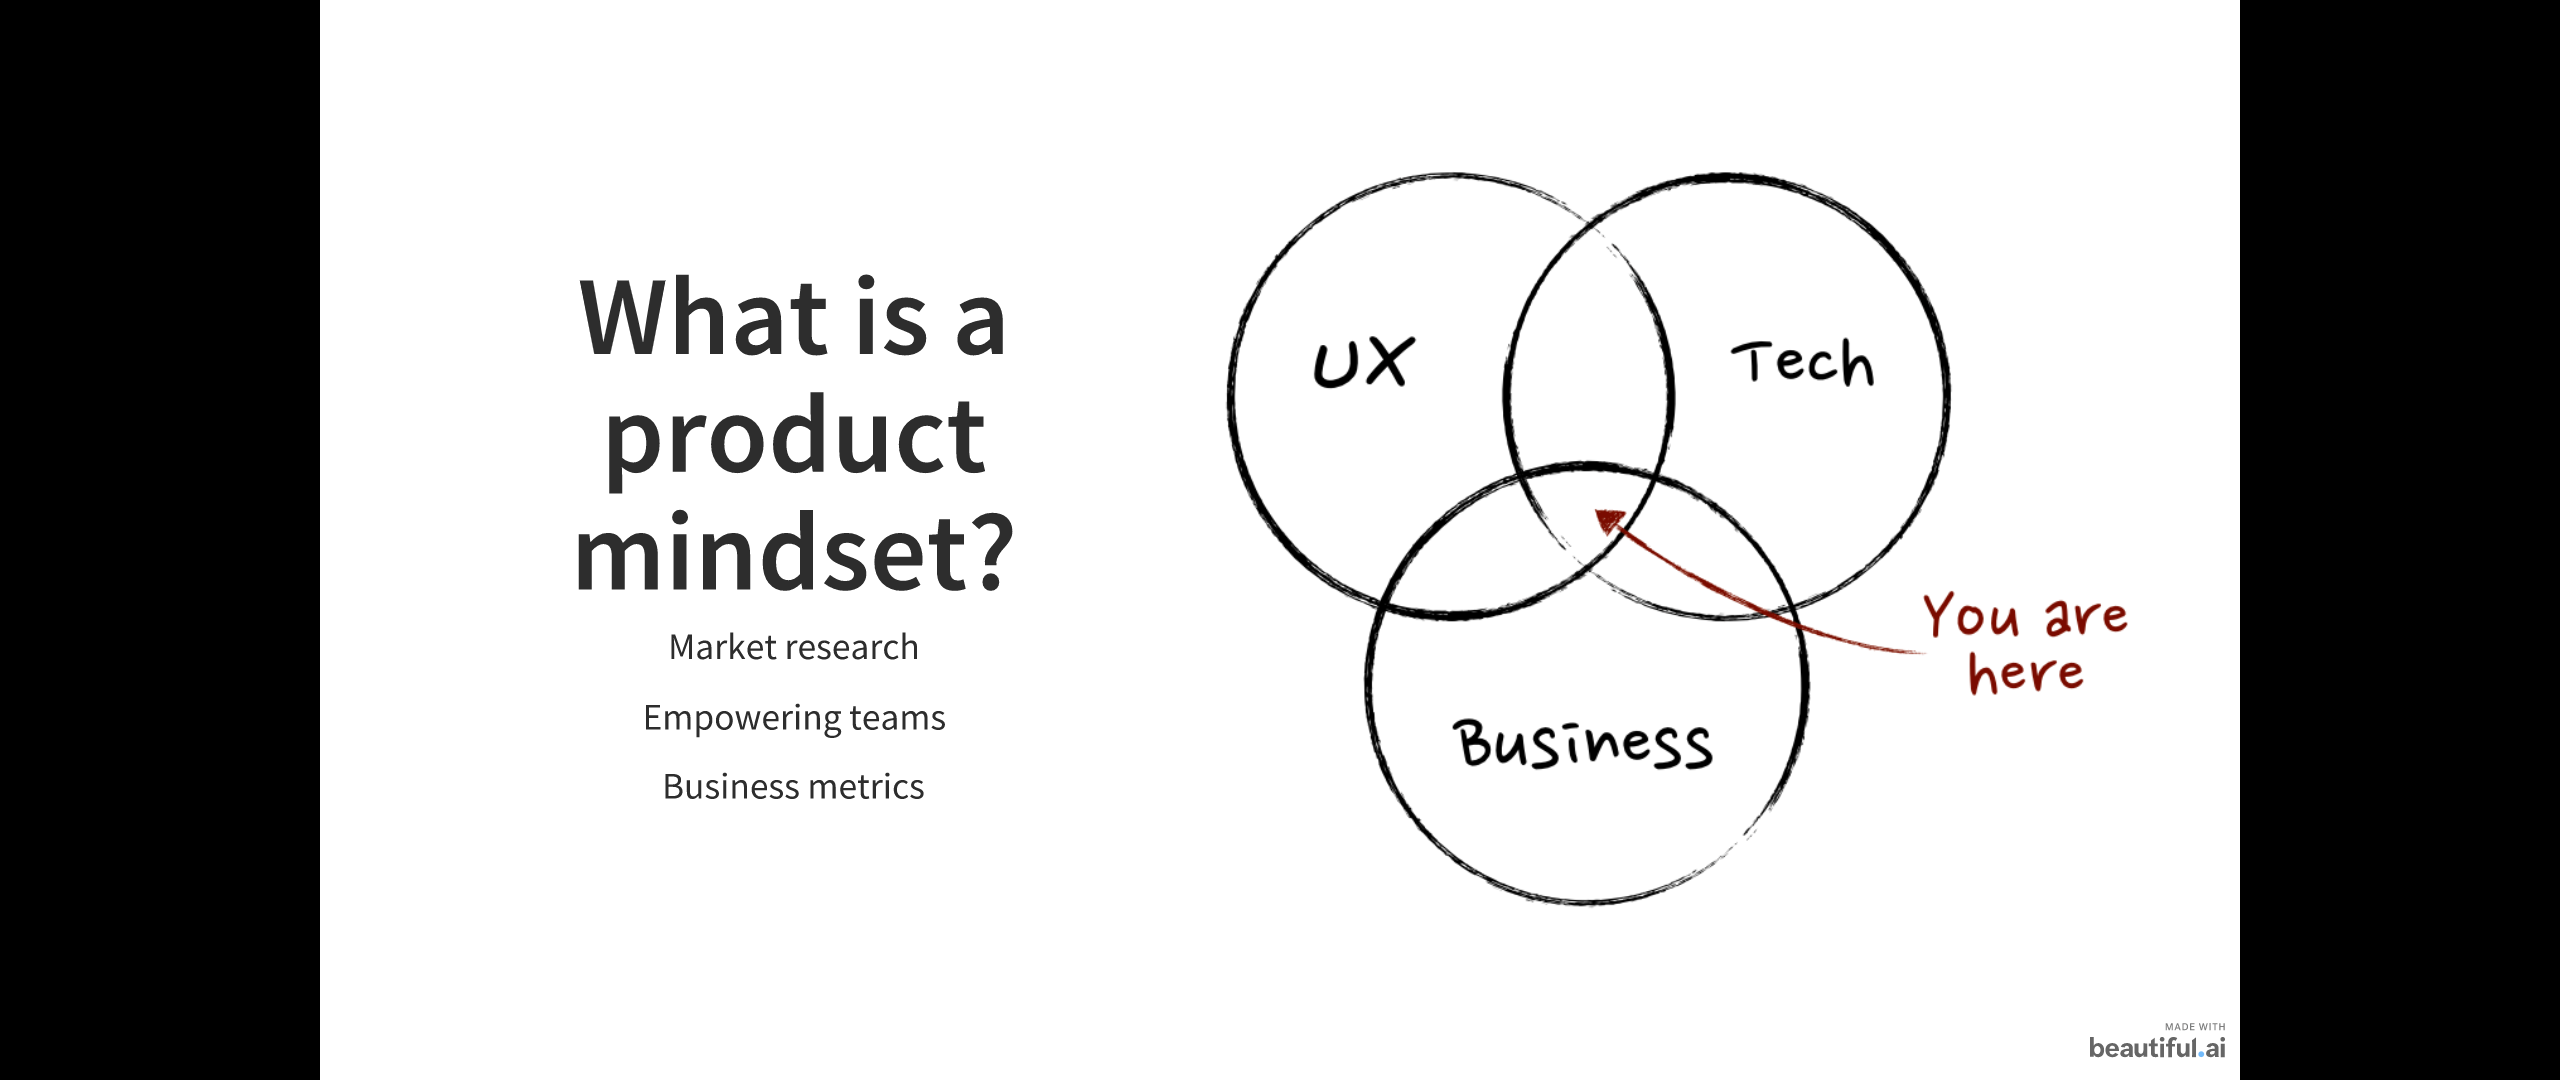 What is a
product
mindset?
Market research
Empowering teams
Business metrics
UX
Tech
Business
You are
here
MADE WITH
beautiful.ai